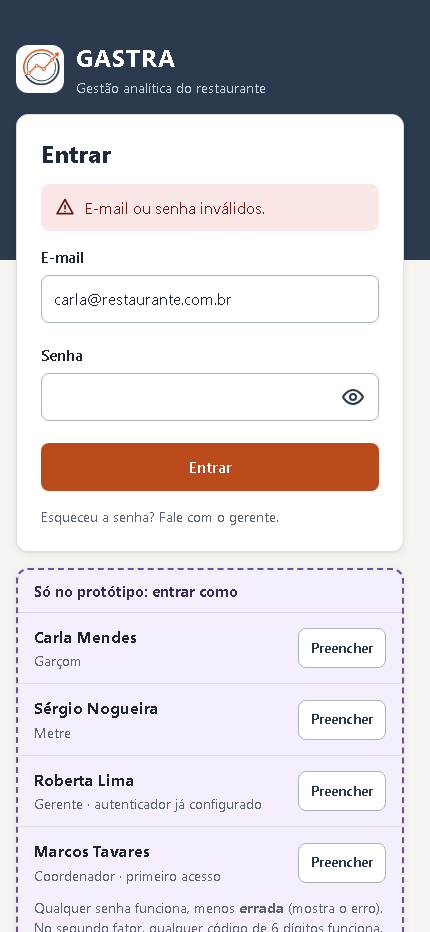 GASTRA
Gestão analítica do restaurante
Entrar
E-mail ou senha inválidos.
E-mail
carla@restaurante.com.br
Senha
Entrar
Esqueceu a senha? Fale com o gerente.
Só no protótipo: entrar como
Carla Mendes
Garçom
Preencher
Sérgio Nogueira
Metre
Preencher
Roberta Lima
Gerente · autenticador já configurado
Preencher
Marcos Tavares
Coordenador · primeiro acesso
Preencher
Qualquer senha funciona, menos errada (mostra o erro).
No segundo fator, qualquer código de 6 dígitos funciona,